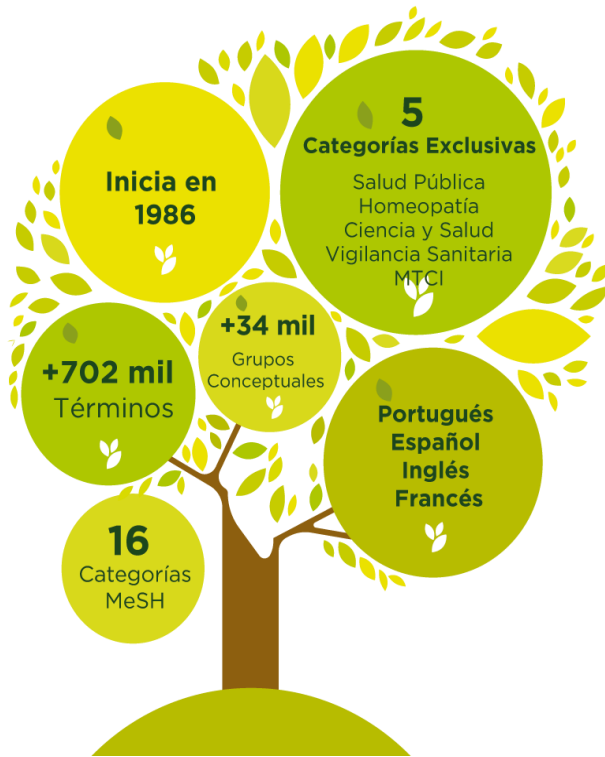 Inicia en
1986
5
Categorías Exclusivas
Salud Pública
Homeopatía
Ciencia y Salud
Vigilancia Sanitaria
MTCI
+34 mil
Grupos
Conceptuales
+702 mil
Términos
Portugués
Español
Inglés
Francés
16
Categorías
MeSH